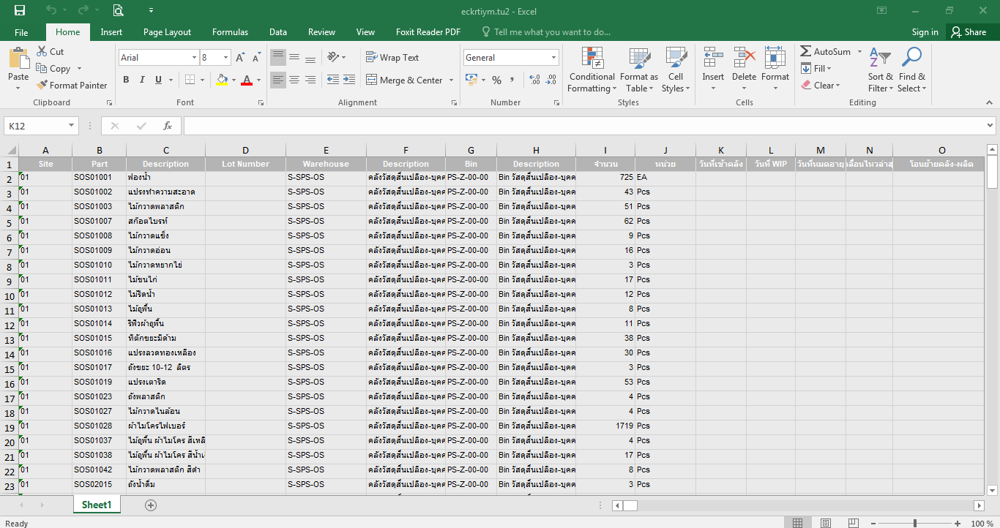 eckrtiym.tu2 - Excel
File Home Insert Page Layout Formulas Data Review View Foxit Reader PDF Tell me what you want to do... Sign in Share
Paste Cut Copy Format Painter Clipboard
Arial 8 B I U A Font
Wrap Text Merge & Center Alignment
General % , Number
Conditional Formatting Format as Table Cell Styles Styles
Insert Delete Format Cells
AutoSum Fill Clear Sort & Filter Find & Select Editing
K12 fx
A B C D E F G H I J K L M N O
1 Site Part Description Lot Number Warehouse Description Bin Description จำนวน หน่วย วันที่เข้าคลัง วันที่ WIP วันที่หมดอายุ โอนย้ายคลัง-ผลิต
2 01 SOS01001 ฟองน้ำ S-SPS-OS คลังวัสดุสิ้นเปลือง-บุคค PS-Z-00-00 Bin วัสดุสิ้นเปลือง-บุคค 725 EA
3 01 SOS01002 แปรงทำความสะอาด S-SPS-OS คลังวัสดุสิ้นเปลือง-บุคค PS-Z-00-00 Bin วัสดุสิ้นเปลือง-บุคค 43 Pcs
4 01 SOS01003 ไม้กวาดพลาสติก S-SPS-OS คลังวัสดุสิ้นเปลือง-บุคค PS-Z-00-00 Bin วัสดุสิ้นเปลือง-บุคค 51 Pcs
5 01 SOS01007 สก๊อตไบรท์ S-SPS-OS คลังวัสดุสิ้นเปลือง-บุคค PS-Z-00-00 Bin วัสดุสิ้นเปลือง-บุคค 62 Pcs
6 01 SOS01008 ไม้กวาดแข็ง S-SPS-OS คลังวัสดุสิ้นเปลือง-บุคค PS-Z-00-00 Bin วัสดุสิ้นเปลือง-บุคค 9 Pcs
7 01 SOS01009 ไม้กวาดอ่อน S-SPS-OS คลังวัสดุสิ้นเปลือง-บุคค PS-Z-00-00 Bin วัสดุสิ้นเปลือง-บุคค 16 Pcs
8 01 SOS01010 ไม้กวาดหยากไย่ S-SPS-OS คลังวัสดุสิ้นเปลือง-บุคค PS-Z-00-00 Bin วัสดุสิ้นเปลือง-บุคค 3 Pcs
9 01 SOS01011 ไม้ขนไก่ S-SPS-OS คลังวัสดุสิ้นเปลือง-บุคค PS-Z-00-00 Bin วัสดุสิ้นเปลือง-บุคค 17 Pcs
10 01 SOS01012 ไม้รีดน้ำ S-SPS-OS คลังวัสดุสิ้นเปลือง-บุคค PS-Z-00-00 Bin วัสดุสิ้นเปลือง-บุคค 12 Pcs
11 01 SOS01013 ไม้ถูพื้น S-SPS-OS คลังวัสดุสิ้นเปลือง-บุคค PS-Z-00-00 Bin วัสดุสิ้นเปลือง-บุคค 8 Pcs
12 01 SOS01014 รีฟิวผ้าถูพื้น S-SPS-OS คลังวัสดุสิ้นเปลือง-บุคค PS-Z-00-00 Bin วัสดุสิ้นเปลือง-บุคค 11 Pcs
13 01 SOS01015 ที่ตักขยะมีด้าม S-SPS-OS คลังวัสดุสิ้นเปลือง-บุคค PS-Z-00-00 Bin วัสดุสิ้นเปลือง-บุคค 38 Pcs
14 01 SOS01016 แปรงลวดทองเหลือง S-SPS-OS คลังวัสดุสิ้นเปลือง-บุคค PS-Z-00-00 Bin วัสดุสิ้นเปลือง-บุคค 30 Pcs
15 01 SOS01017 ถังขยะ 10-12 ลิตร S-SPS-OS คลังวัสดุสิ้นเปลือง-บุคค PS-Z-00-00 Bin วัสดุสิ้นเปลือง-บุคค 3 Pcs
16 01 SOS01019 แปรงเตารีด S-SPS-OS คลังวัสดุสิ้นเปลือง-บุคค PS-Z-00-00 Bin วัสดุสิ้นเปลือง-บุคค 53 Pcs
17 01 SOS01023 ถังพลาสติก S-SPS-OS คลังวัสดุสิ้นเปลือง-บุคค PS-Z-00-00 Bin วัสดุสิ้นเปลือง-บุคค 4 Pcs
18 01 SOS01027 ไม้กวาดไนล้อน S-SPS-OS คลังวัสดุสิ้นเปลือง-บุคค PS-Z-00-00 Bin วัสดุสิ้นเปลือง-บุคค 4 Pcs
19 01 SOS01028 ผ้าไมโครไฟเบอร์ S-SPS-OS คลังวัสดุสิ้นเปลือง-บุคค PS-Z-00-00 Bin วัสดุสิ้นเปลือง-บุคค 1719 Pcs
20 01 SOS01037 ไม้ถูพื้น ผ้าไมโคร สีเหลื S-SPS-OS คลังวัสดุสิ้นเปลือง-บุคค PS-Z-00-00 Bin วัสดุสิ้นเปลือง-บุคค 4 Pcs
21 01 SOS01038 ไม้ถูพื้น ผ้าไมโคร สีน้ำเ S-SPS-OS คลังวัสดุสิ้นเปลือง-บุคค PS-Z-00-00 Bin วัสดุสิ้นเปลือง-บุคค 17 Pcs
22 01 SOS01042 ไม้กวาดพลาสติก สีดำ S-SPS-OS คลังวัสดุสิ้นเปลือง-บุคค PS-Z-00-00 Bin วัสดุสิ้นเปลือง-บุคค 8 Pcs
23 01 SOS02015 ถังน้ำดื่ม S-SPS-OS คลังวัสดุสิ้นเปลือง-บุคค PS-Z-00-00 Bin วัสดุสิ้นเปลือง-บุคค 3 Pcs
Sheet1
Ready 100 %